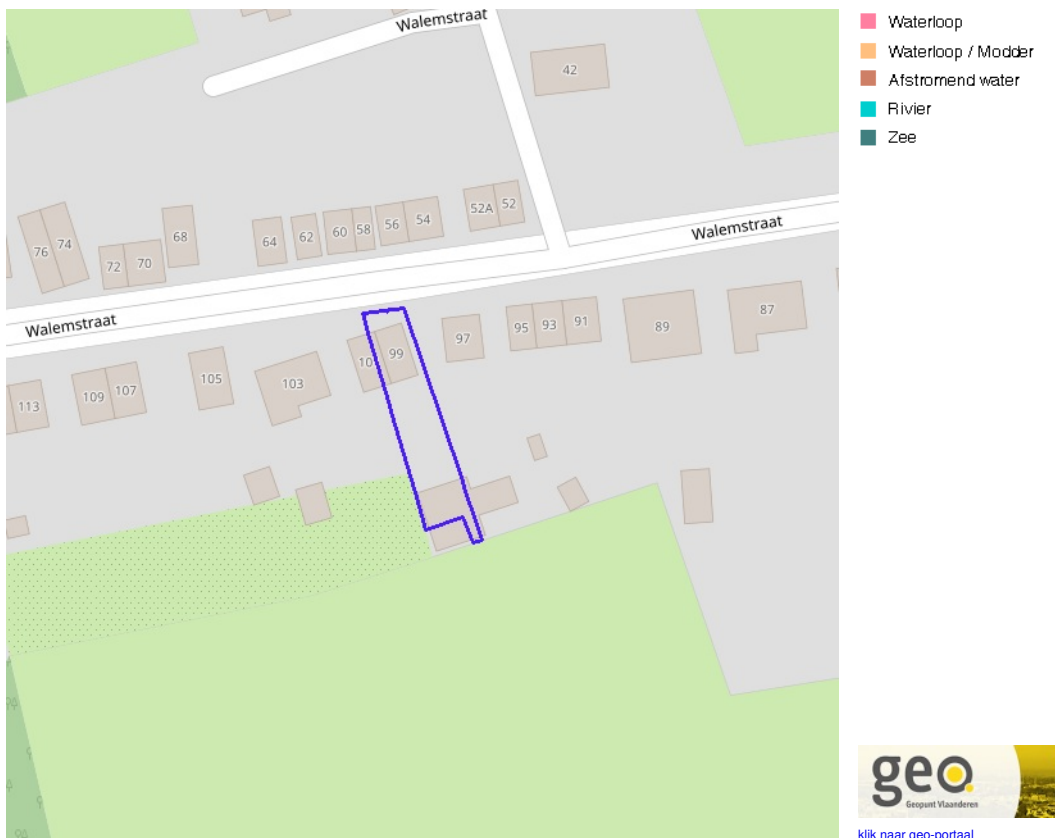 Walemstraat
42
76
74
72
70
68
64
62
60
58
56
54
52A
52
Walemstraat
Walemstraat
113
109
107
105
103
10
99
97
95
93
91
89
87
Waterloop
Waterloop / Modder
Afstromend water
Rivier
Zee
geo.
Geopunt Vlaanderen
klik naar geo-portaal